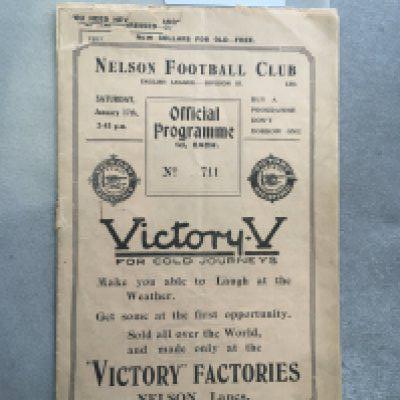 NEW DOLLARS FOR OLD FREE.
NELSON FOOTBALL CLUB
ENGLISH LEAGUE—DIVISION
LTD.
SATURDAY,
January 17th,
2-45 p.m.
Official
Programme
1d. EACH.
No 711
BUY A
PROGRAMME
DON'T
BORROW ONE
Victory-V
FOR COLD JOURNEYS
Make you able to Laugh at the
Weather.
Get some at the first opportunity.
Sold all over the World,
and made only at the
"VICTORY" FACTORIES
NELSON, Lancs.